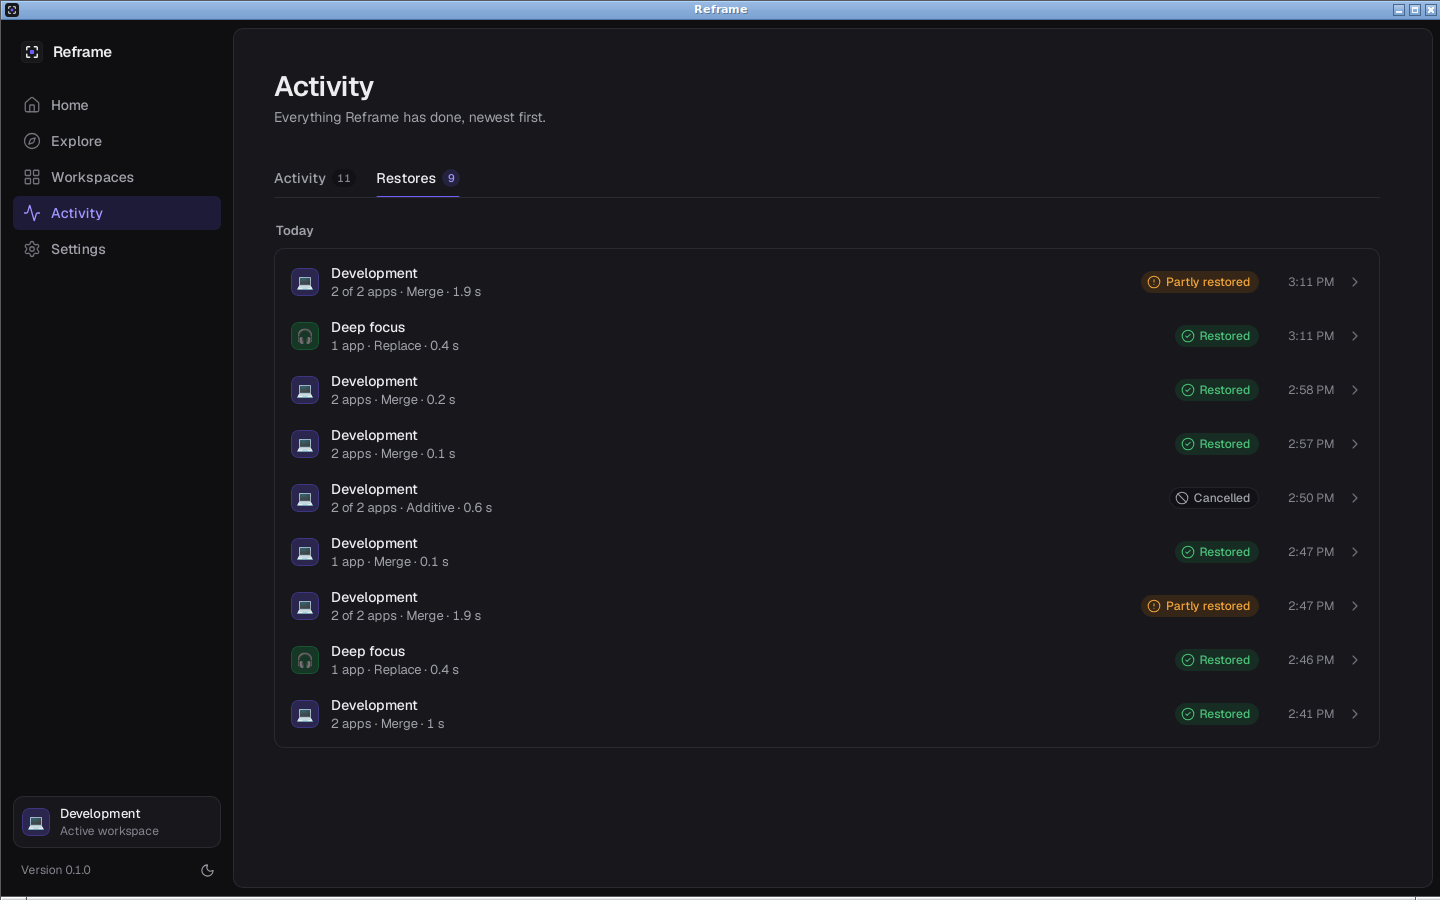 Reframe
Reframe
Home
Explore
Workspaces
Activity
Settings
Activity
Everything Reframe has done, newest first.
Activity 11 Restores 9
Today
Development
2 of 2 apps · Merge · 1.9 s
Partly restored 3:11 PM
Deep focus
1 app · Replace · 0.4 s
Restored 3:11 PM
Development
2 apps · Merge · 0.2 s
Restored 2:58 PM
Development
2 apps · Merge · 0.1 s
Restored 2:57 PM
Development
2 of 2 apps · Additive · 0.6 s
Cancelled 2:50 PM
Development
1 app · Merge · 0.1 s
Restored 2:47 PM
Development
2 of 2 apps · Merge · 1.9 s
Partly restored 2:47 PM
Deep focus
1 app · Replace · 0.4 s
Restored 2:46 PM
Development
2 apps · Merge · 1 s
Restored 2:41 PM
Development
Active workspace
Version 0.1.0